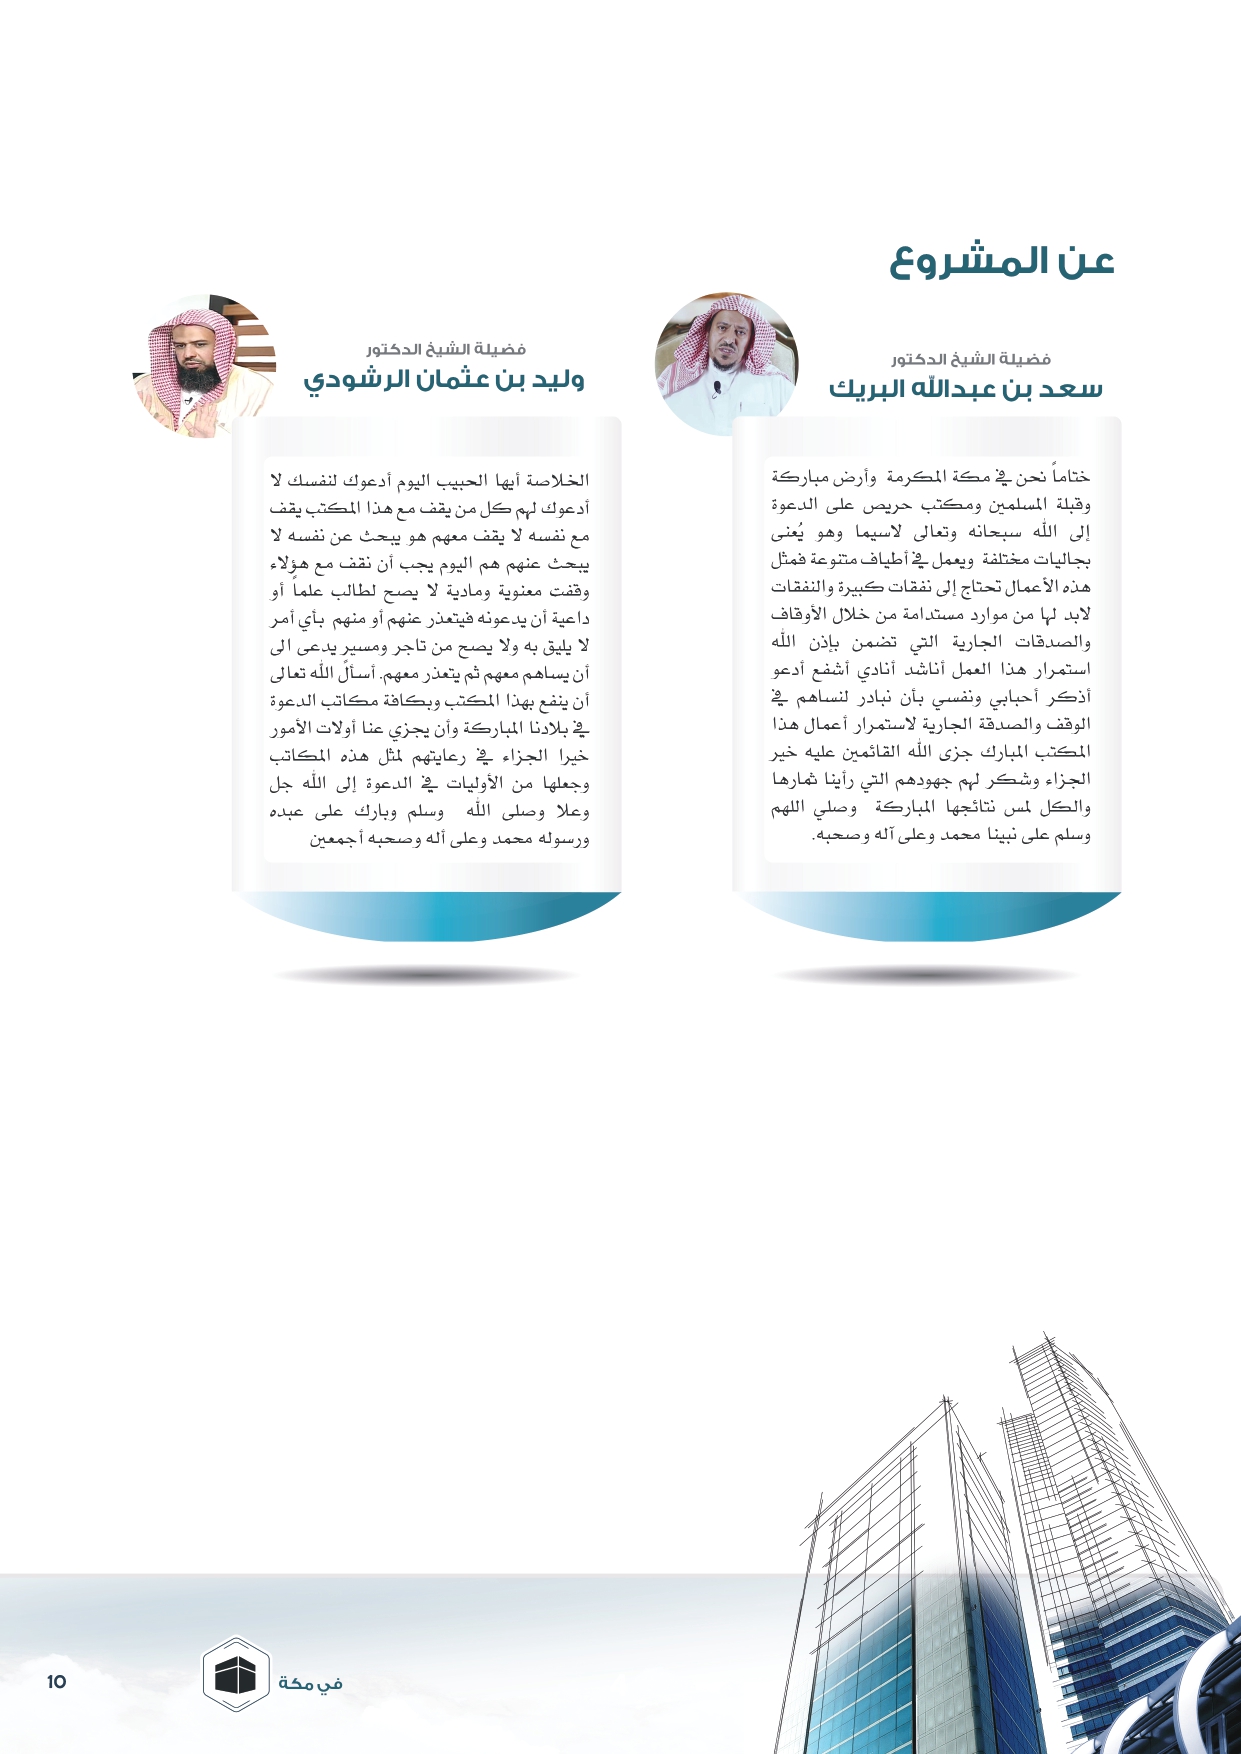 عن المشروع
فضيلة الشيخ الدكتور
سعد بن عبدالله البريك
ختاماً نحن في مكة المكرمة وأرض مباركة
وقبلة المسلمين ومكتب حريص على الدعوة
إلى الله سبحانه وتعالى لاسيما وهو يُعنى
بجاليات مختلفة ويعمل في أطياف متنوعة فمثل
هذه الأعمال تحتاج إلى نفقات كبيرة والنفقات
لابد لها من موارد مستدامة من خلال الأوقاف
والصدقات الجارية التي تضمن بإذن الله
استمرار هذا العمل أناشد أنادي أشفع أدعو
أذكر أحبابي ونفسي بأن نبادر لنساهم في
الوقف والصدقة الجارية لاستمرار أعمال هذا
المكتب المبارك جزى الله القائمين عليه خير
الجزاء وشكر لهم جهودهم التي رأينا ثمارها
والكل لمس نتائجها المباركة وصلي اللهم
وسلم على نبينا محمد وعلى آله وصحبه.
فضيلة الشيخ الدكتور
وليد بن عثمان الرشودي
الخلاصة أيها الحبيب اليوم أدعوك لنفسك لا
أدعوك لهم كل من يقف مع هذا المكتب يقف
مع نفسه لا يقف معهم هو يبحث عن نفسه لا
يبحث عنهم هم اليوم يجب أن نقف مع هؤلاء
وقفت معنوية ومادية لا يصح لطالب علماً أو
داعية أن يدعونه فيتعذر عنهم أو منهم بأي أمر
لا يليق به ولا يصح من تاجر ومسير يدعى الى
أن يساهم معهم ثم يتعذر معهم. أسألً الله تعالى
أن ينفع بهذا المكتب وبكافة مكاتب الدعوة
في بلادنا المباركة وأن يجزي عنا أولات الأمور
خيرا الجزاء في رعايتهم لمثل هذه المكاتب
وجعلها من الأوليات في الدعوة إلى الله جل
وعلا وصلى الله وسلم وبارك على عبده
ورسوله محمد وعلى أله وصحبه أجمعين
في مكة
10